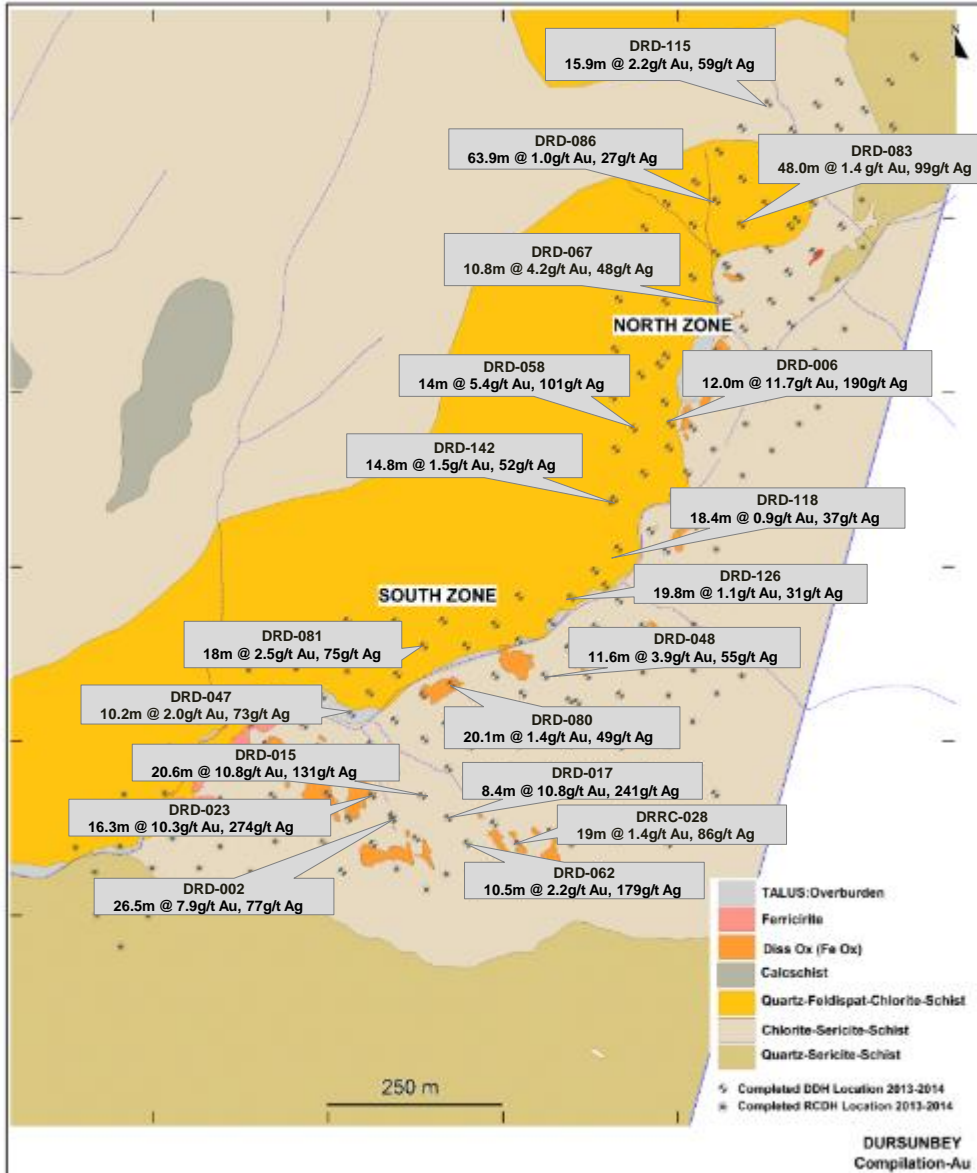 N
DRD-115
15.9m @ 2.2g/t Au, 59g/t Ag
DRD-086
63.9m @ 1.0g/t Au, 27g/t Ag
DRD-083
48.0m @ 1.4 g/t Au, 99g/t Ag
DRD-067
10.8m @ 4.2g/t Au, 48g/t Ag
NORTH ZONE
DRD-058
14m @ 5.4g/t Au, 101g/t Ag
DRD-006
12.0m @ 11.7g/t Au, 190g/t Ag
DRD-142
14.8m @ 1.5g/t Au, 52g/t Ag
DRD-118
18.4m @ 0.9g/t Au, 37g/t Ag
DRD-126
19.8m @ 1.1g/t Au, 31g/t Ag
SOUTH ZONE
DRD-081
18m @ 2.5g/t Au, 75g/t Ag
DRD-048
11.6m @ 3.9g/t Au, 55g/t Ag
DRD-047
10.2m @ 2.0g/t Au, 73g/t Ag
DRD-080
20.1m @ 1.4g/t Au, 49g/t Ag
DRD-015
20.6m @ 10.8g/t Au, 131g/t Ag
DRD-017
8.4m @ 10.8g/t Au, 241g/t Ag
DRD-023
16.3m @ 10.3g/t Au, 274g/t Ag
DRRC-028
19m @ 1.4g/t Au, 86g/t Ag
DRD-002
26.5m @ 7.9g/t Au, 77g/t Ag
DRD-062
10.5m @ 2.2g/t Au, 179g/t Ag
TALUS:Overburden
Ferricirite
Diss Ox (Fe Ox)
Calcschist
Quartz-Feldispat-Chlorite-Schist
Chlorite-Sericite-Schist
Quartz-Sericite-Schist
250 m
Completed DDH Location 2013-2014
Completed RCDH Location 2013-2014
DURSUNBEY
Compilation-Au